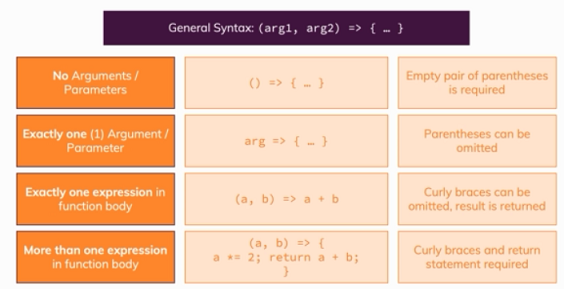 General Syntax: (arg1, arg2) => { … }
No Arguments /
Parameters
() => { … }
Empty pair of parentheses
is required
Exactly one (1) Argument /
Parameter
arg => { … }
Parentheses can be
omitted
Exactly one expression in
function body
(a, b) => a + b
Curly braces can be
omitted, result is returned
More than one expression
in function body
(a, b) => {
a *= 2; return a + b;
}
Curly braces and return
statement required